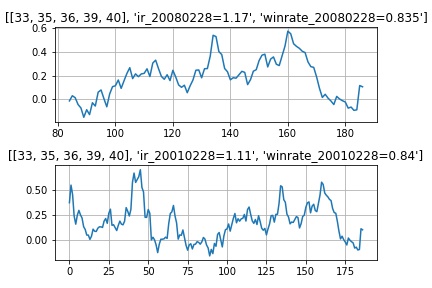 [[33, 35, 36, 39, 40], 'ir_20080228=1.17', 'winrate_20080228=0.835']
0.6
0.4
0.2
0.0
80 100 120 140 160 180
[[33, 35, 36, 39, 40], 'ir_20010228=1.11', 'winrate_20010228=0.84']
0.50
0.25
0.00
0 25 50 75 100 125 150 175